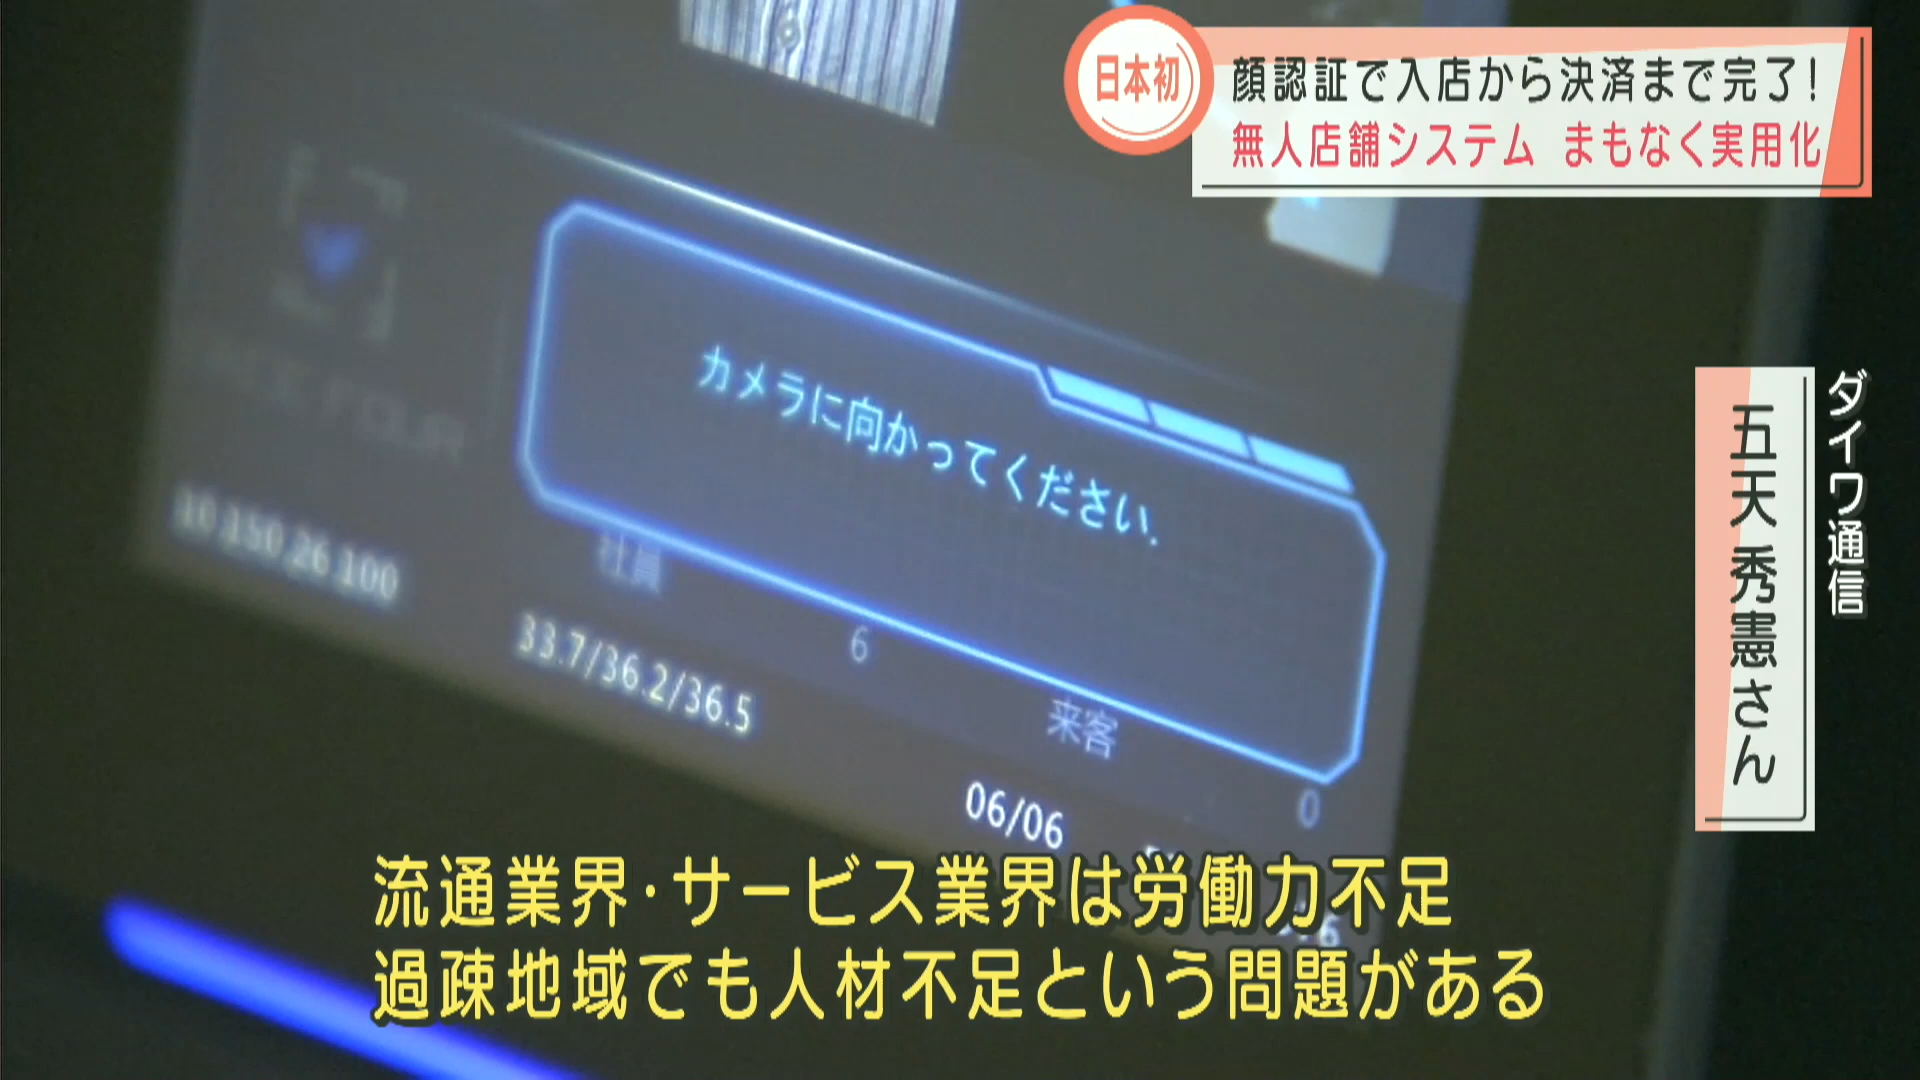 日本初
顔認証で入店から決済まで完了!
無人店舗システム まもなく実用化
ダイワ通信
五天秀憲さん
カメラに向かってください.
10.150.26.100
社員
6
33.7/36.2/36.5
来客
0
06/06
流通業界・サービス業界は労働力不足
過疎地域でも人材不足という問題がある